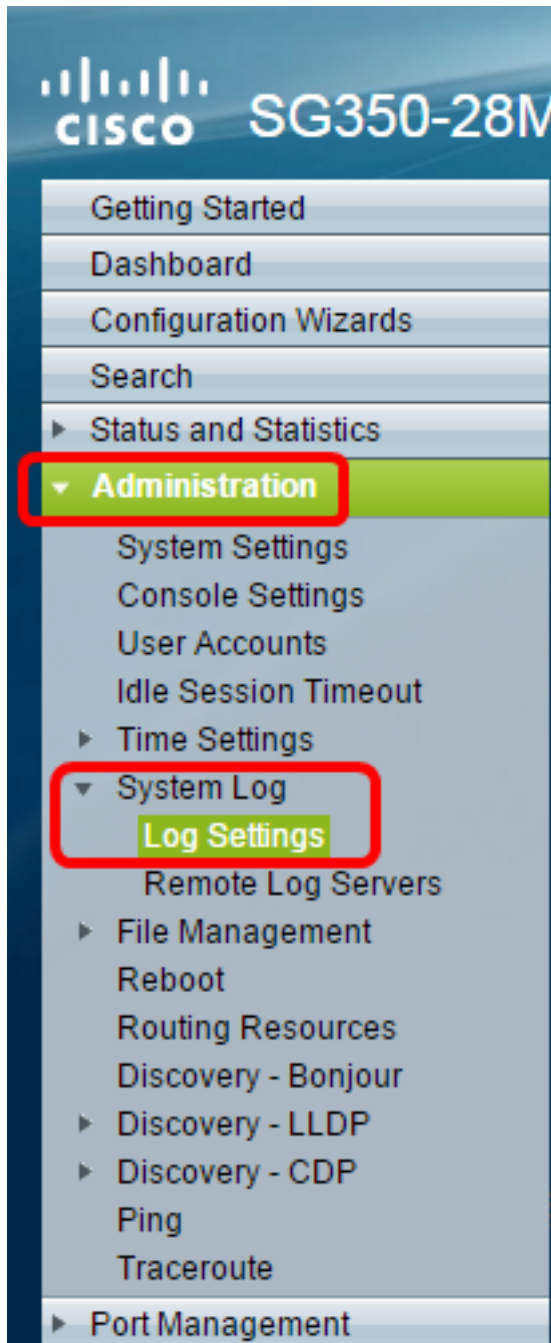 CISCO SG350-28M
Getting Started
Dashboard
Configuration Wizards
Search
Status and Statistics
Administration
System Settings
Console Settings
User Accounts
Idle Session Timeout
Time Settings
System Log
Log Settings
Remote Log Servers
File Management
Reboot
Routing Resources
Discovery - Bonjour
Discovery - LLDP
Discovery - CDP
Ping
Traceroute
Port Management